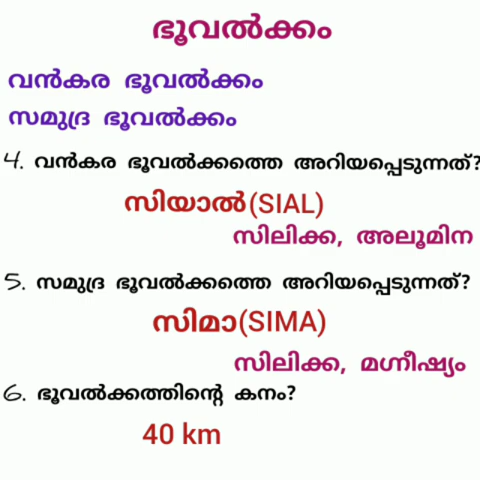 ഭൂവൽക്കം
വൻകര ഭൂവൽക്കം
സമുദ്ര ഭൂവൽക്കം
4. വൻകര ഭൂവൽക്കത്തെ അറിയപ്പെടുന്നത്?
സിയാൽ(SIAL)
സിലിക്ക, അലൂമിന
5. സമുദ്ര ഭൂവൽക്കത്തെ അറിയപ്പെടുന്നത്?
സിമാ(SIMA)
സിലിക്ക, മഗ്നീഷ്യം
6. ഭൂവൽക്കത്തിന്റെ കനം?
40 km